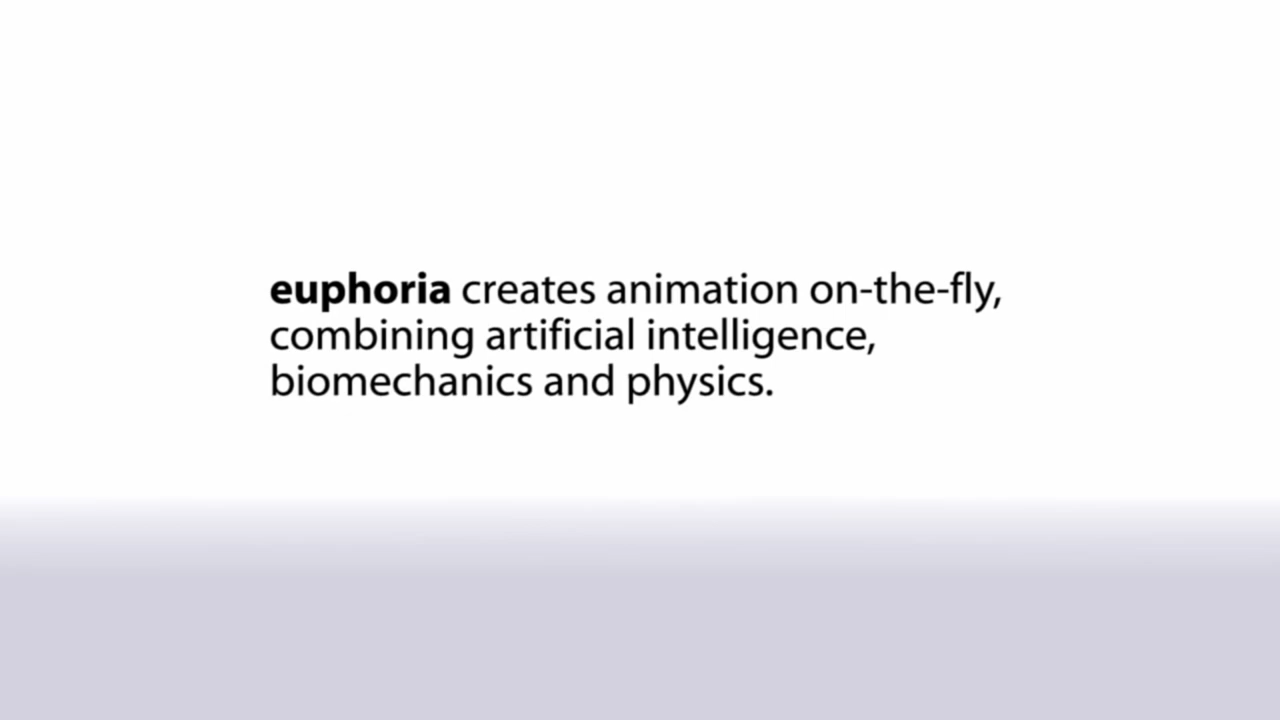 euphoria creates animation on-the-fly,
combining artificial intelligence,
biomechanics and physics.